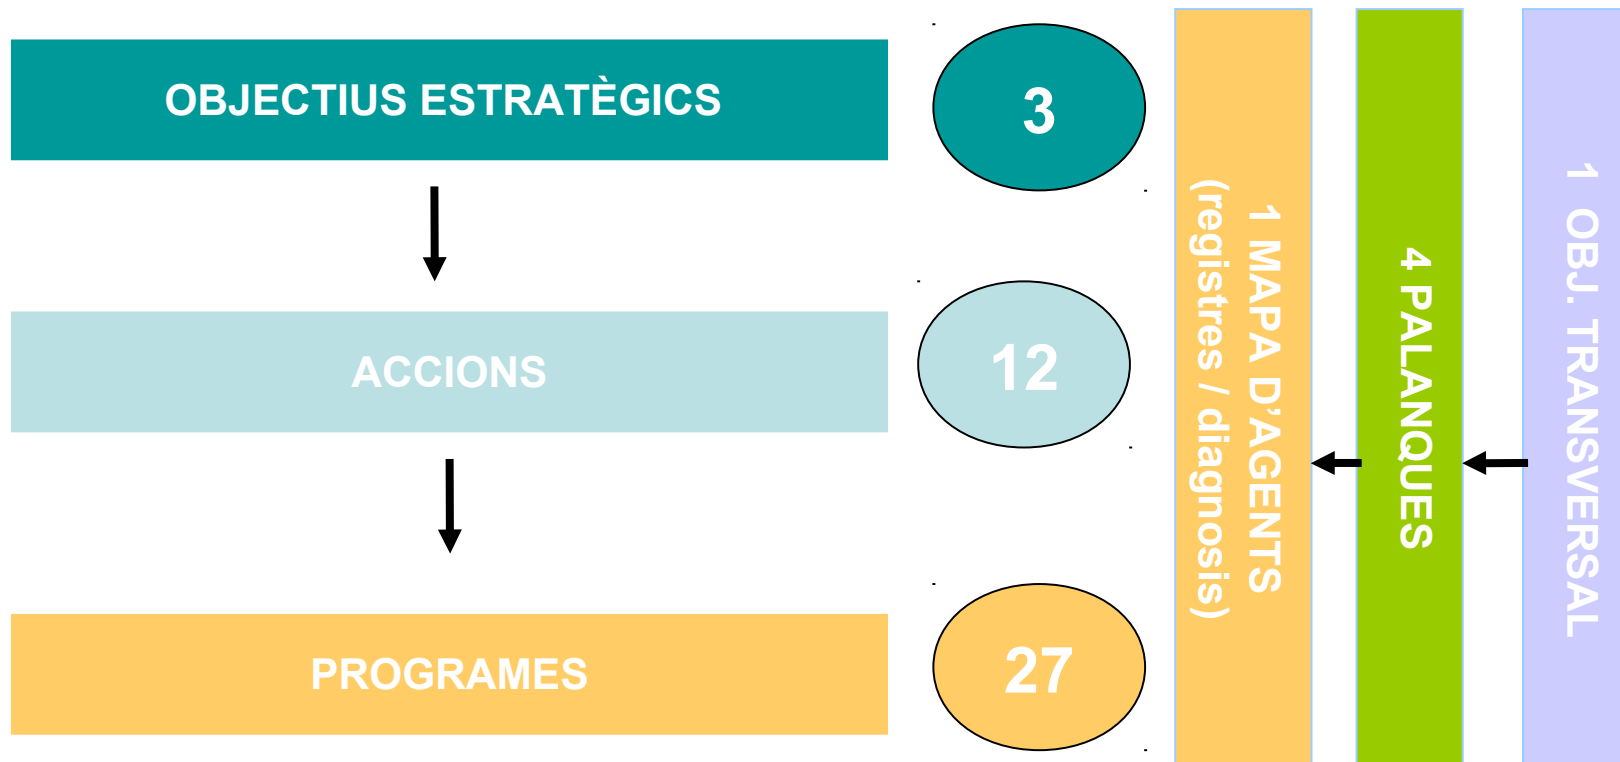 OBJECTIUS ESTRATÈGICS
3
ACCIONS
12
PROGRAMES
27
1 MAPA D’AGENTS
(registres / diagnosis)
4 PALANQUES
1 OBJ. TRANSVERSAL